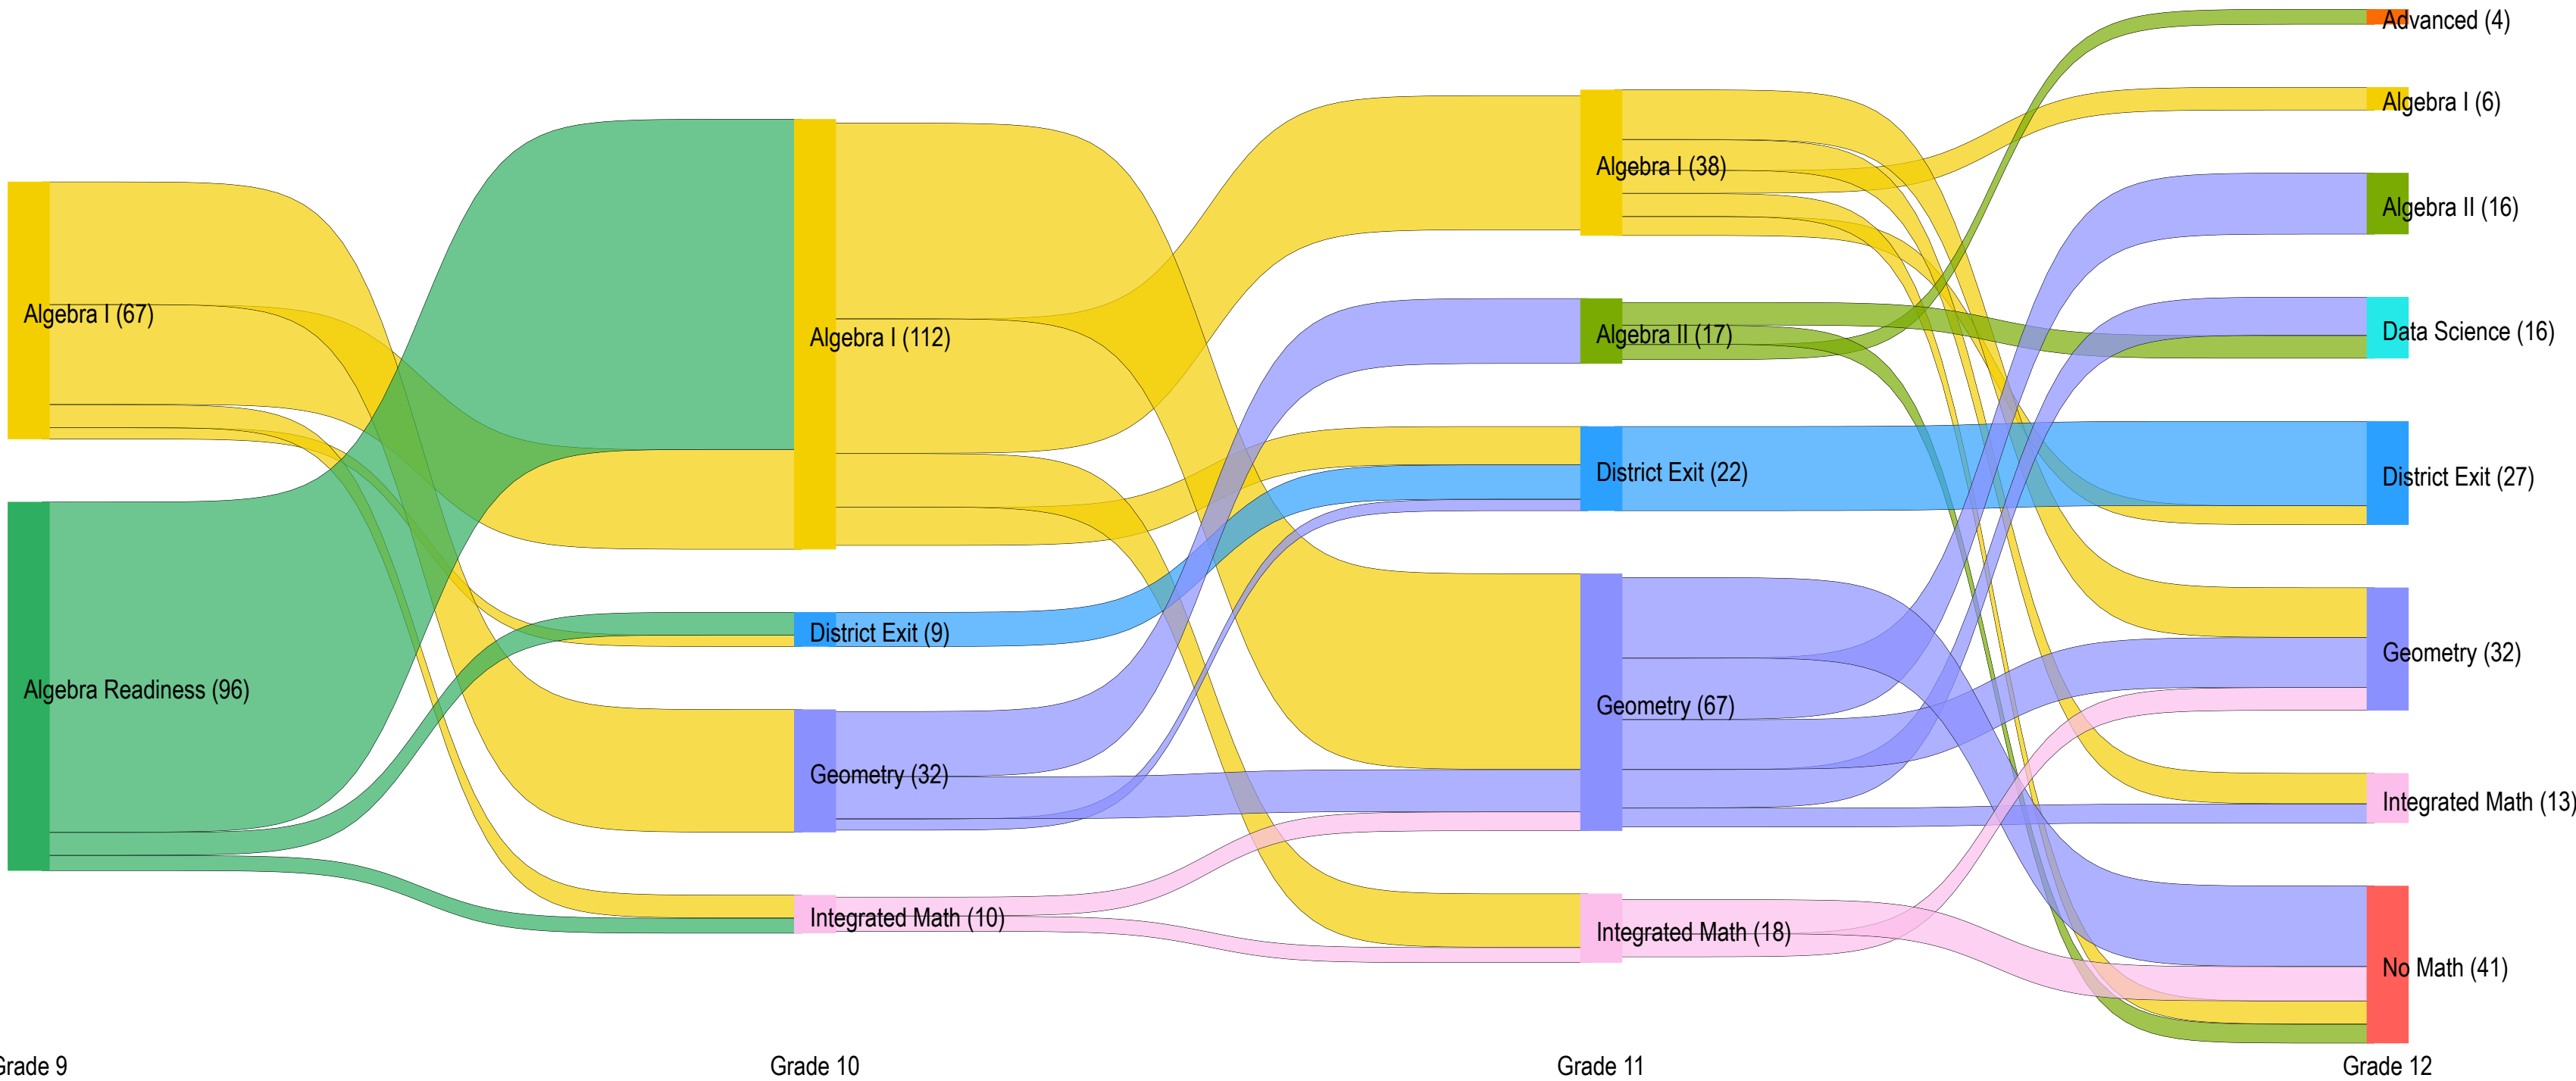 Algebra I (67)
Algebra Readiness (96)
Algebra I (112)
District Exit (9)
Geometry (32)
Integrated Math (10)
Algebra I (38)
Algebra II (17)
District Exit (22)
Geometry (67)
Integrated Math (18)
Advanced (4)
Algebra I (6)
Algebra II (16)
Data Science (16)
District Exit (27)
Geometry (32)
Integrated Math (13)
No Math (41)
Grade 9
Grade 10
Grade 11
Grade 12